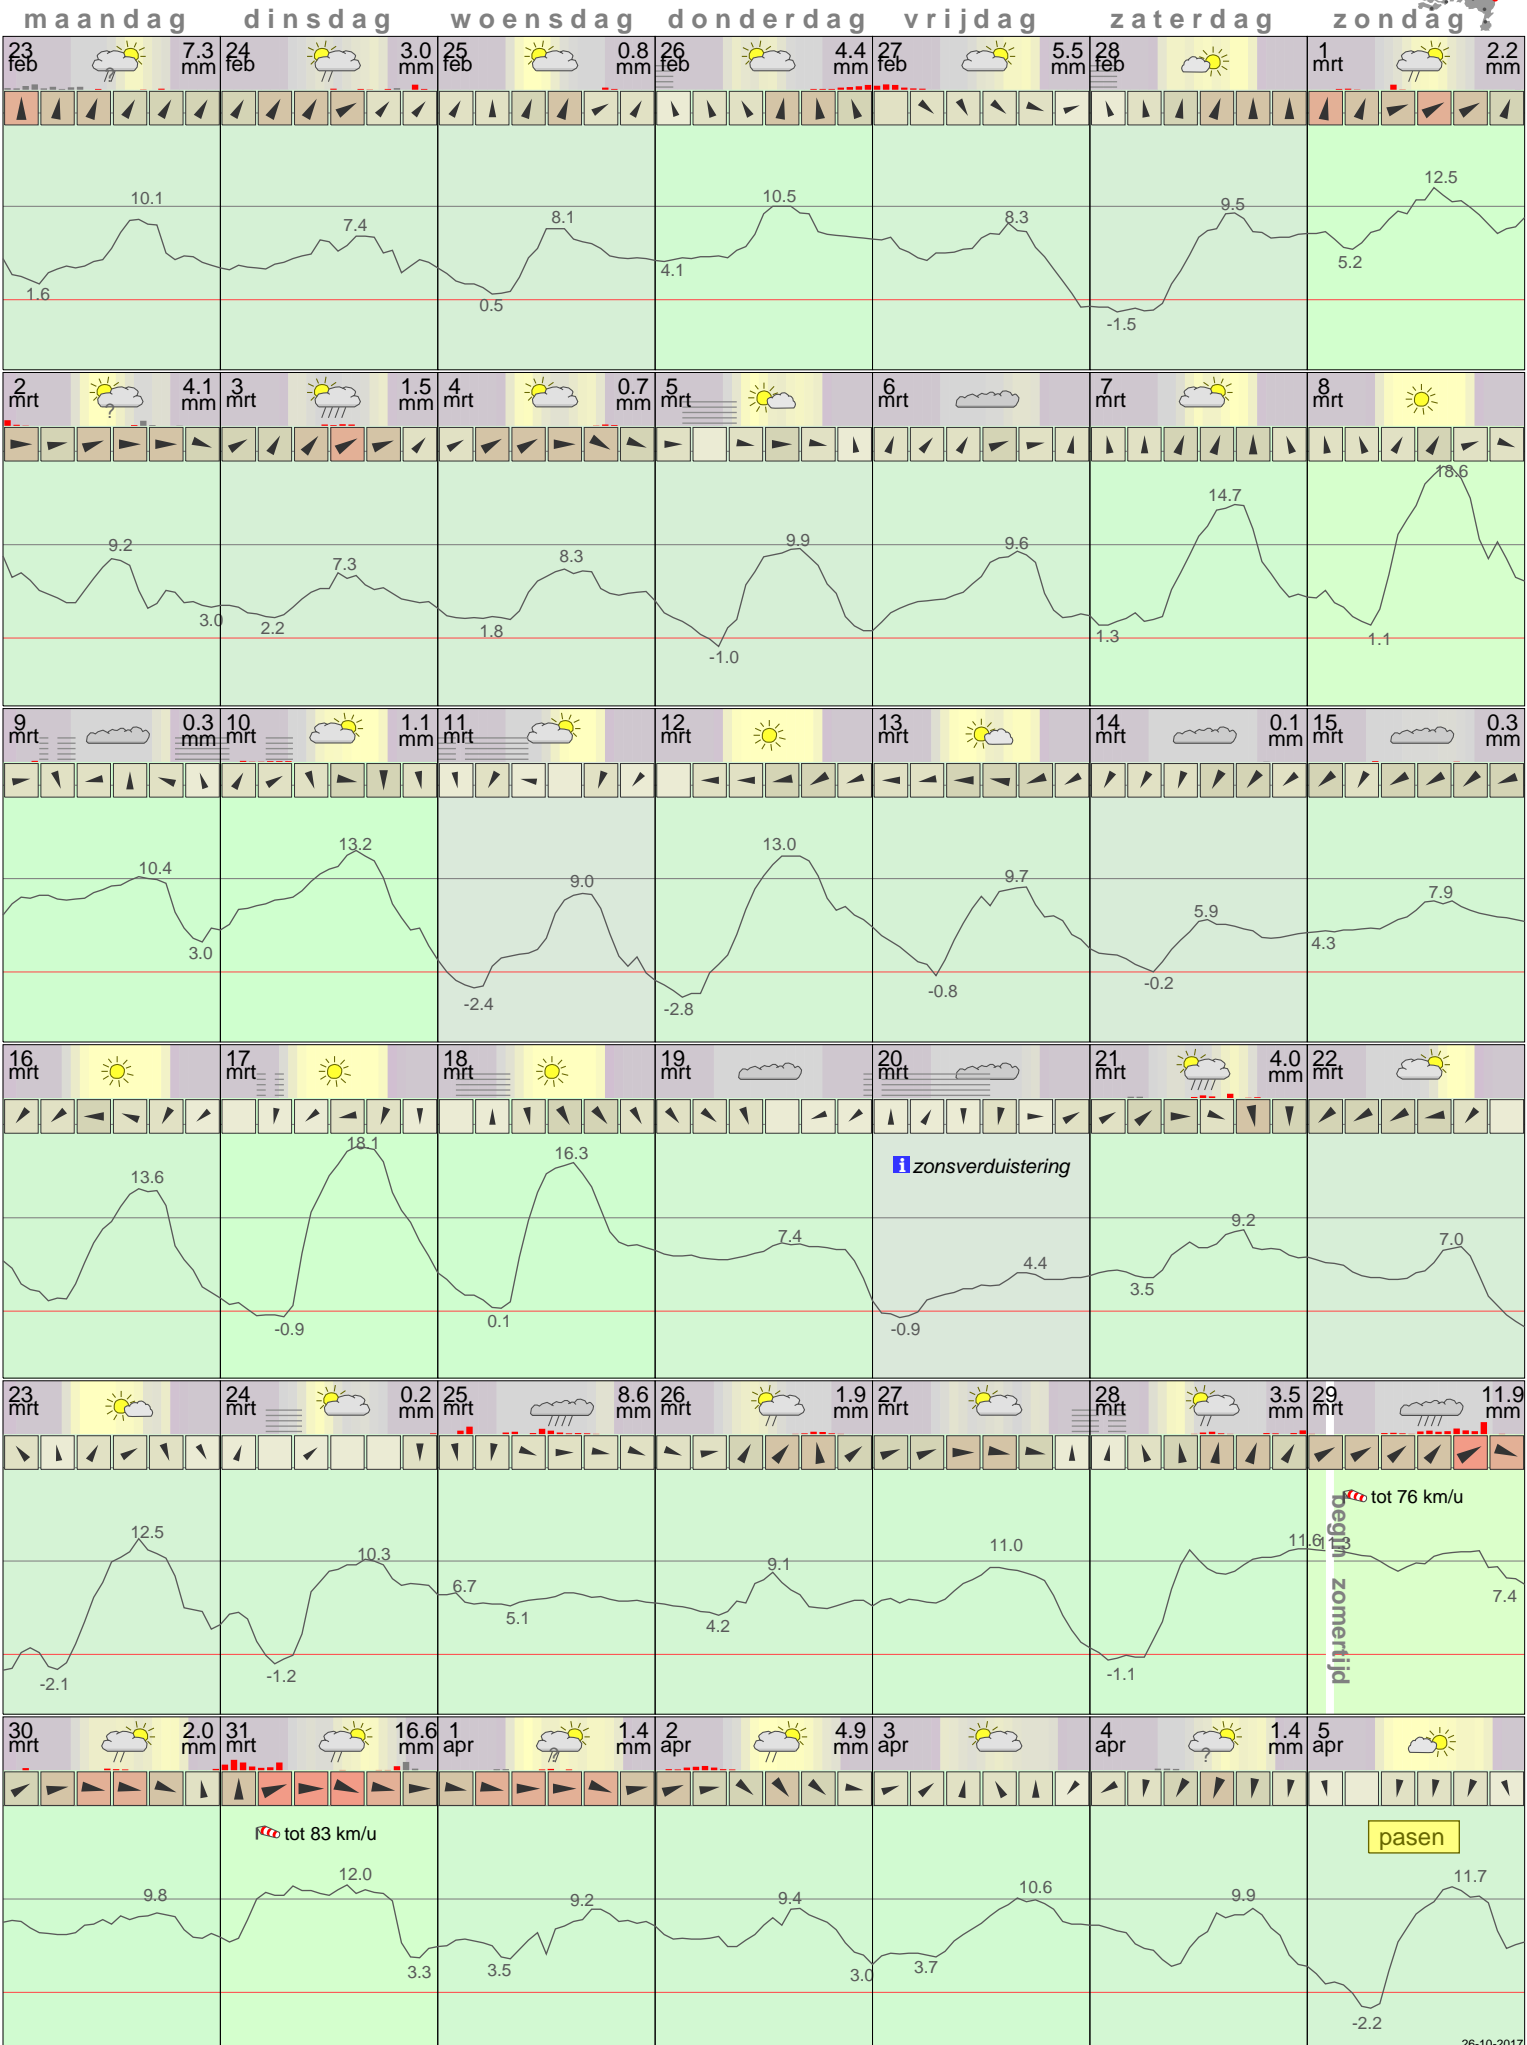 maandag dinsdag woensdag donderdag vrijdag zaterdag zondag
23 feb 7.3 mm 24 feb 3.0 mm 25 feb 0.8 mm 26 feb 4.4 mm 27 feb 5.5 mm 28 feb 1 mrt 2.2 mm
?
10.1 7.4 8.1 10.5 8.3 9.5 12.5
1.6 0.5 4.1 -1.5 5.2
2 mrt 4.1 mm 3 mrt 1.5 mm 4 mrt 0.7 mm 5 mrt 6 mrt 7 mrt 8 mrt
?
9.2 7.3 8.3 9.9 9.6 14.7 18.6
3.0 2.2 1.8 -1.0 1.3 1.1
9 mrt 0.3 mm 10 mrt 1.1 mm 11 mrt 12 mrt 13 mrt 14 mrt 0.1 mm 15 mrt 0.3 mm
10.4 13.2 9.0 13.0 9.7 5.9 7.9
3.0 -2.4 -2.8 -0.8 -0.2 4.3
16 mrt 17 mrt 18 mrt 19 mrt 20 mrt 21 mrt 4.0 mm 22 mrt
i zonsverduistering
13.6 18.1 16.3 7.4 4.4 9.2 7.0
-0.9 0.1 -0.9 3.5
23 mrt 24 mrt 0.2 mm 25 mrt 8.6 mm 26 mrt 1.9 mm 27 mrt 28 mrt 3.5 mm 29 mrt 11.9 mm
tot 76 km/u
begin zomertijd
12.5 10.3 6.7 9.1 11.0 11.6 11.3
-2.1 -1.2 5.1 4.2 -1.1 7.4
30 mrt 2.0 mm 31 mrt 16.6 mm 1 apr 1.4 mm 2 apr 4.9 mm 3 apr 4 apr 1.4 mm 5 apr
? ?
tot 83 km/u
pasen
9.8 12.0 9.2 9.4 10.6 9.9 11.7
3.3 3.5 3.0 3.7 -2.2
26-10-2017